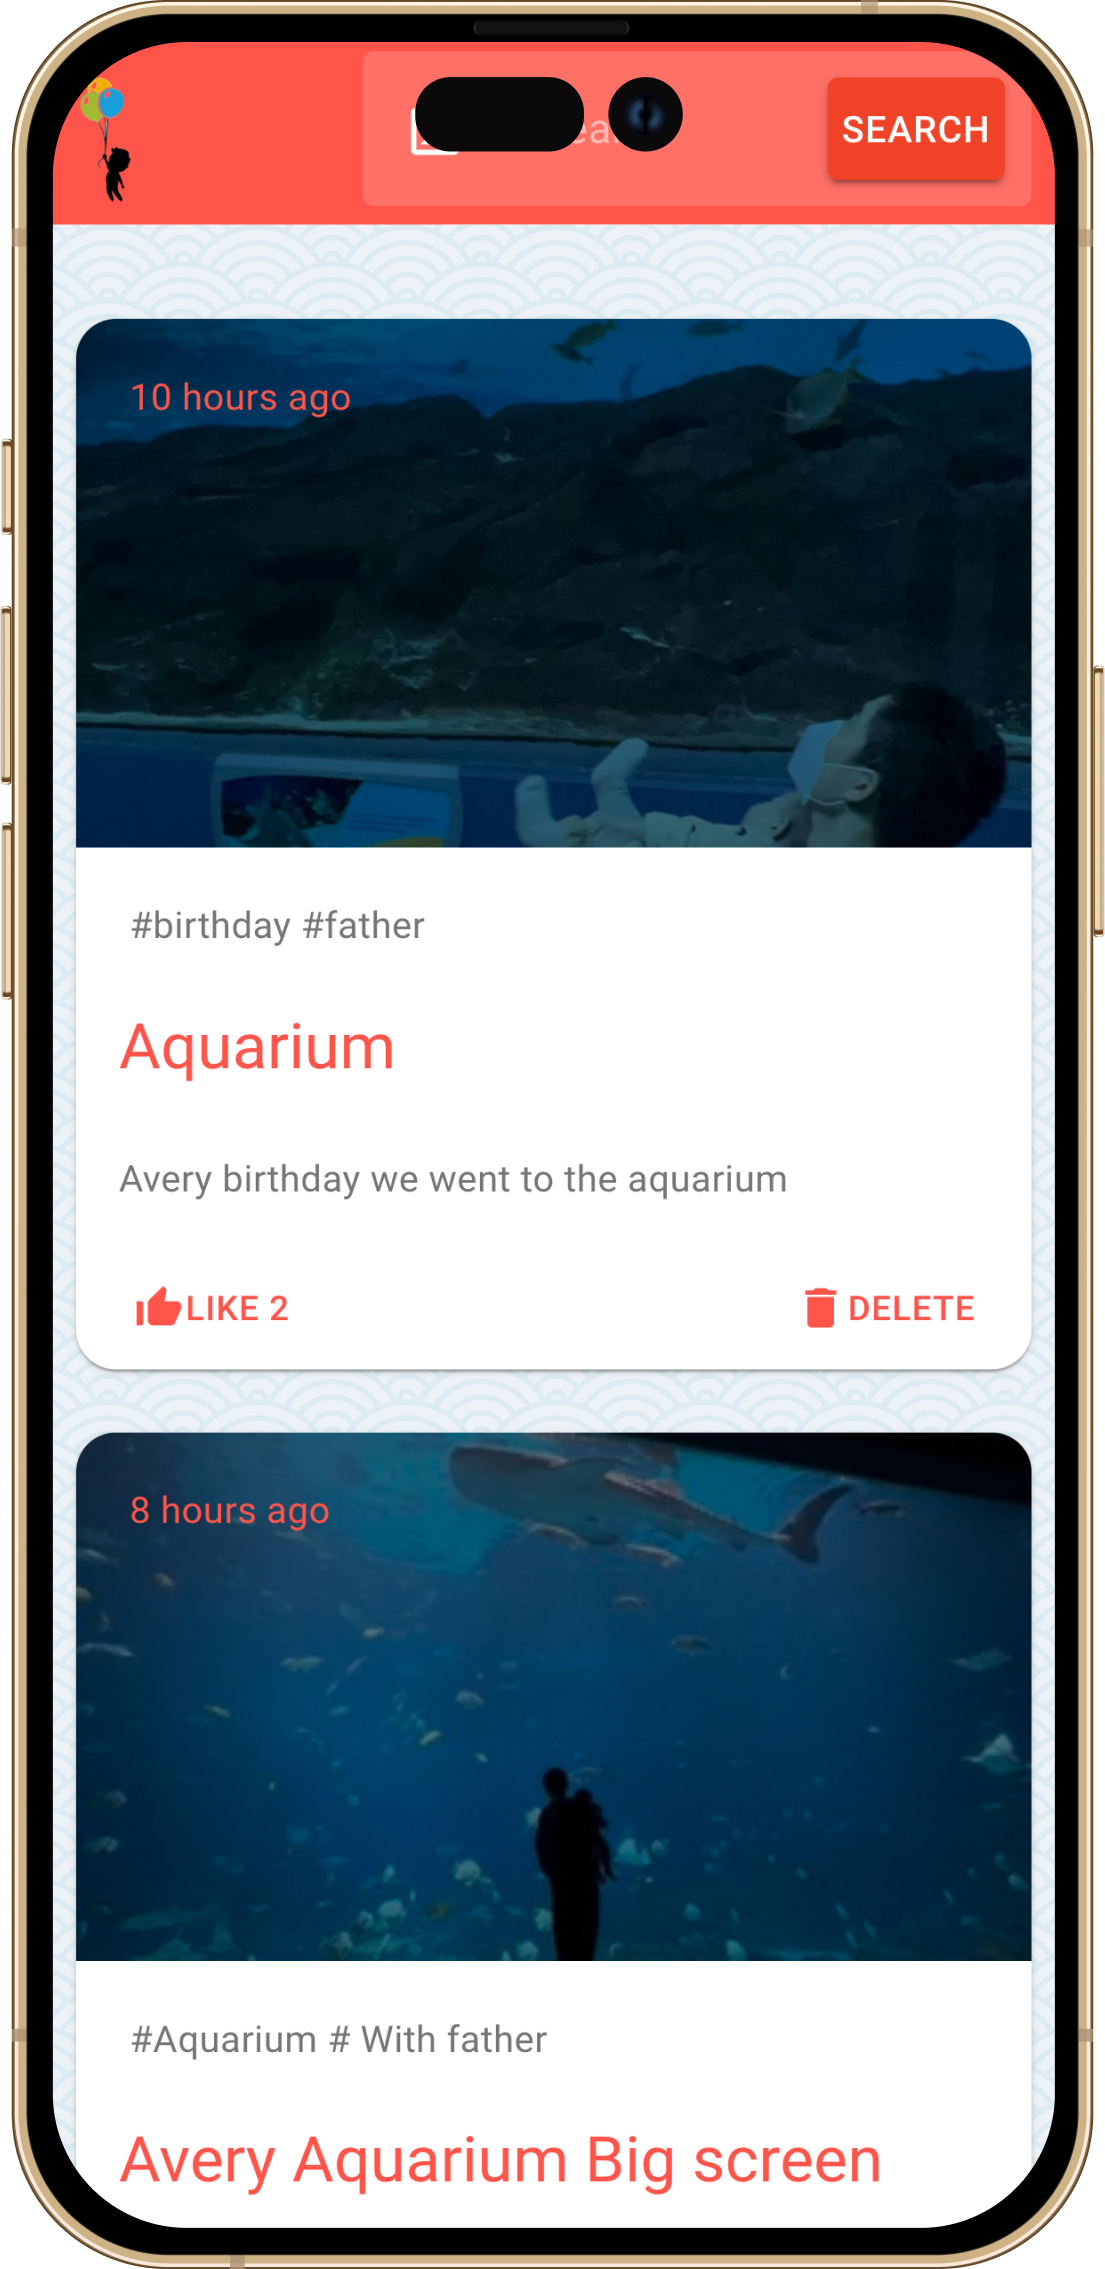 SEARCH
10 hours ago
#birthday #father
Aquarium
Avery birthday we went to the aquarium
LIKE 2
DELETE
8 hours ago
#Aquarium # With father
Avery Aquarium Big screen